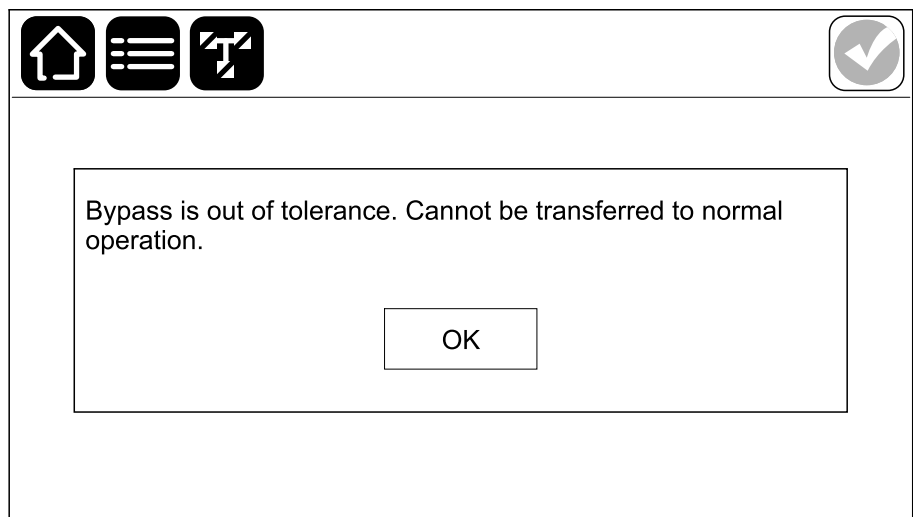 Bypass is out of tolerance. Cannot be transferred to normal
operation.
OK